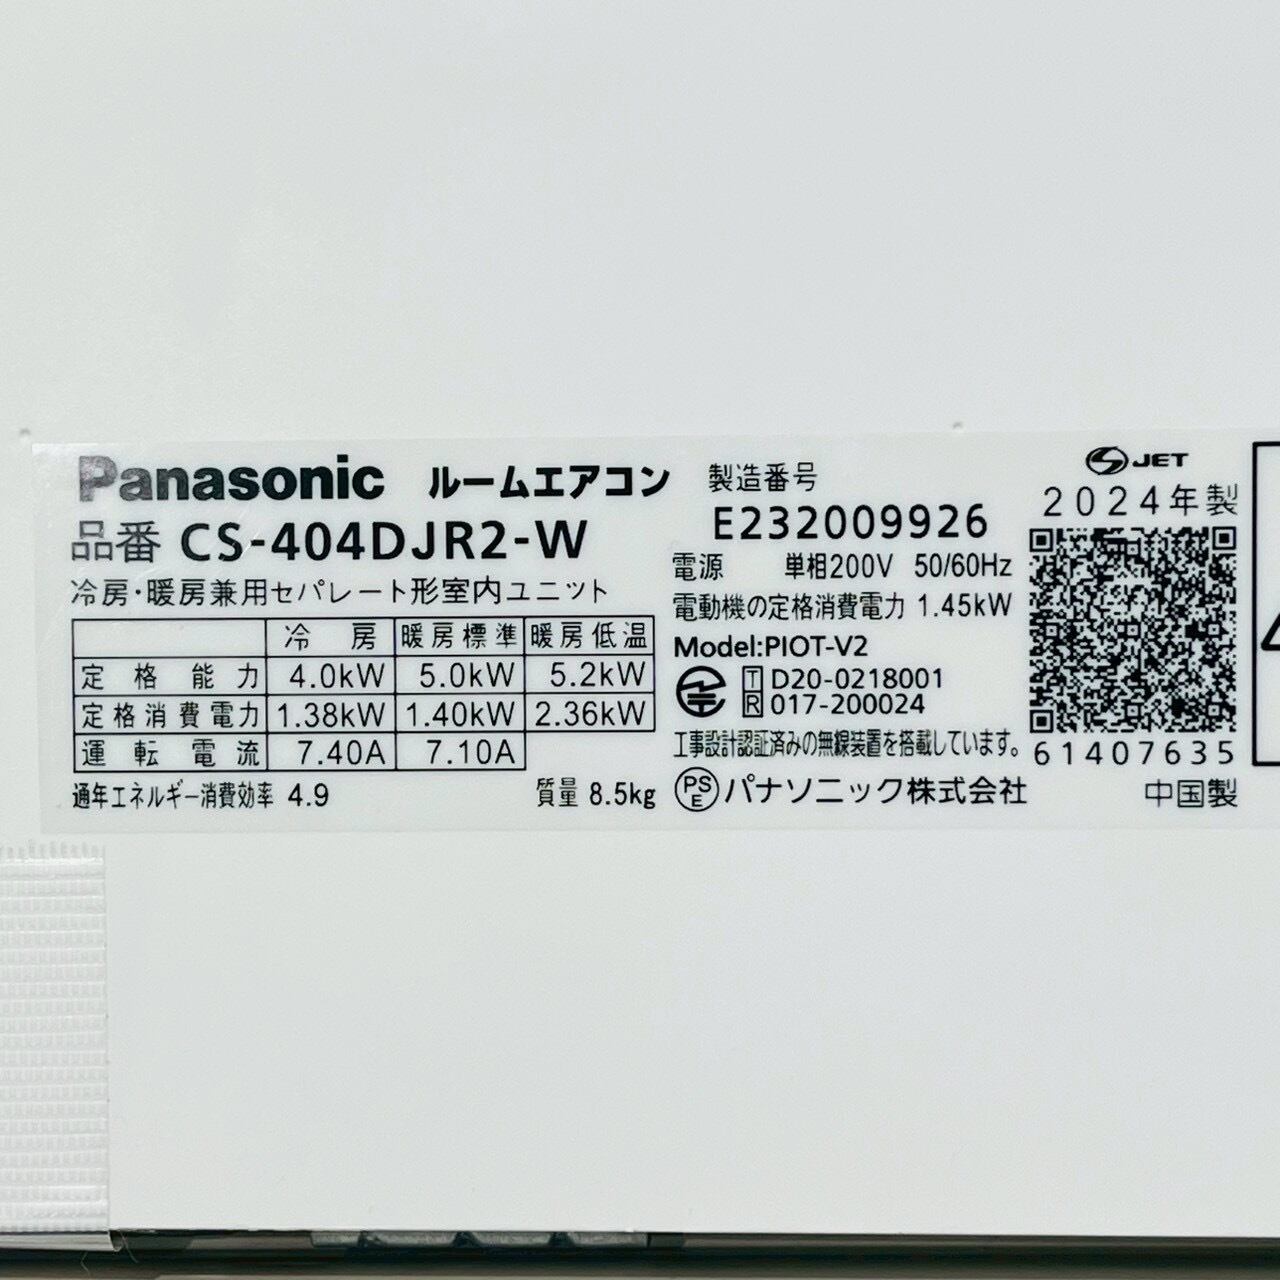 Panasonic ルームエアコン
品番 CS-404DJR2-W
冷房・暖房兼用セパレート形室内ユニット
冷房 暖房標準 暖房低温
定格能力 4.0kW 5.0kW 5.2kW
定格消費電力 1.38kW 1.40kW 2.36kW
運転電流 7.40A 7.10A
通年エネルギー消費効率 4.9 質量 8.5kg
製造番号
E232009926
電源 単相200V 50/60Hz
電動機の定格消費電力 1.45kW
Model:PIOT-V2
T D20-0218001
R 017-200024
工事設計認証済みの無線装置を搭載しています。
PSE パナソニック株式会社
JET
2024年製
61407635
中国製